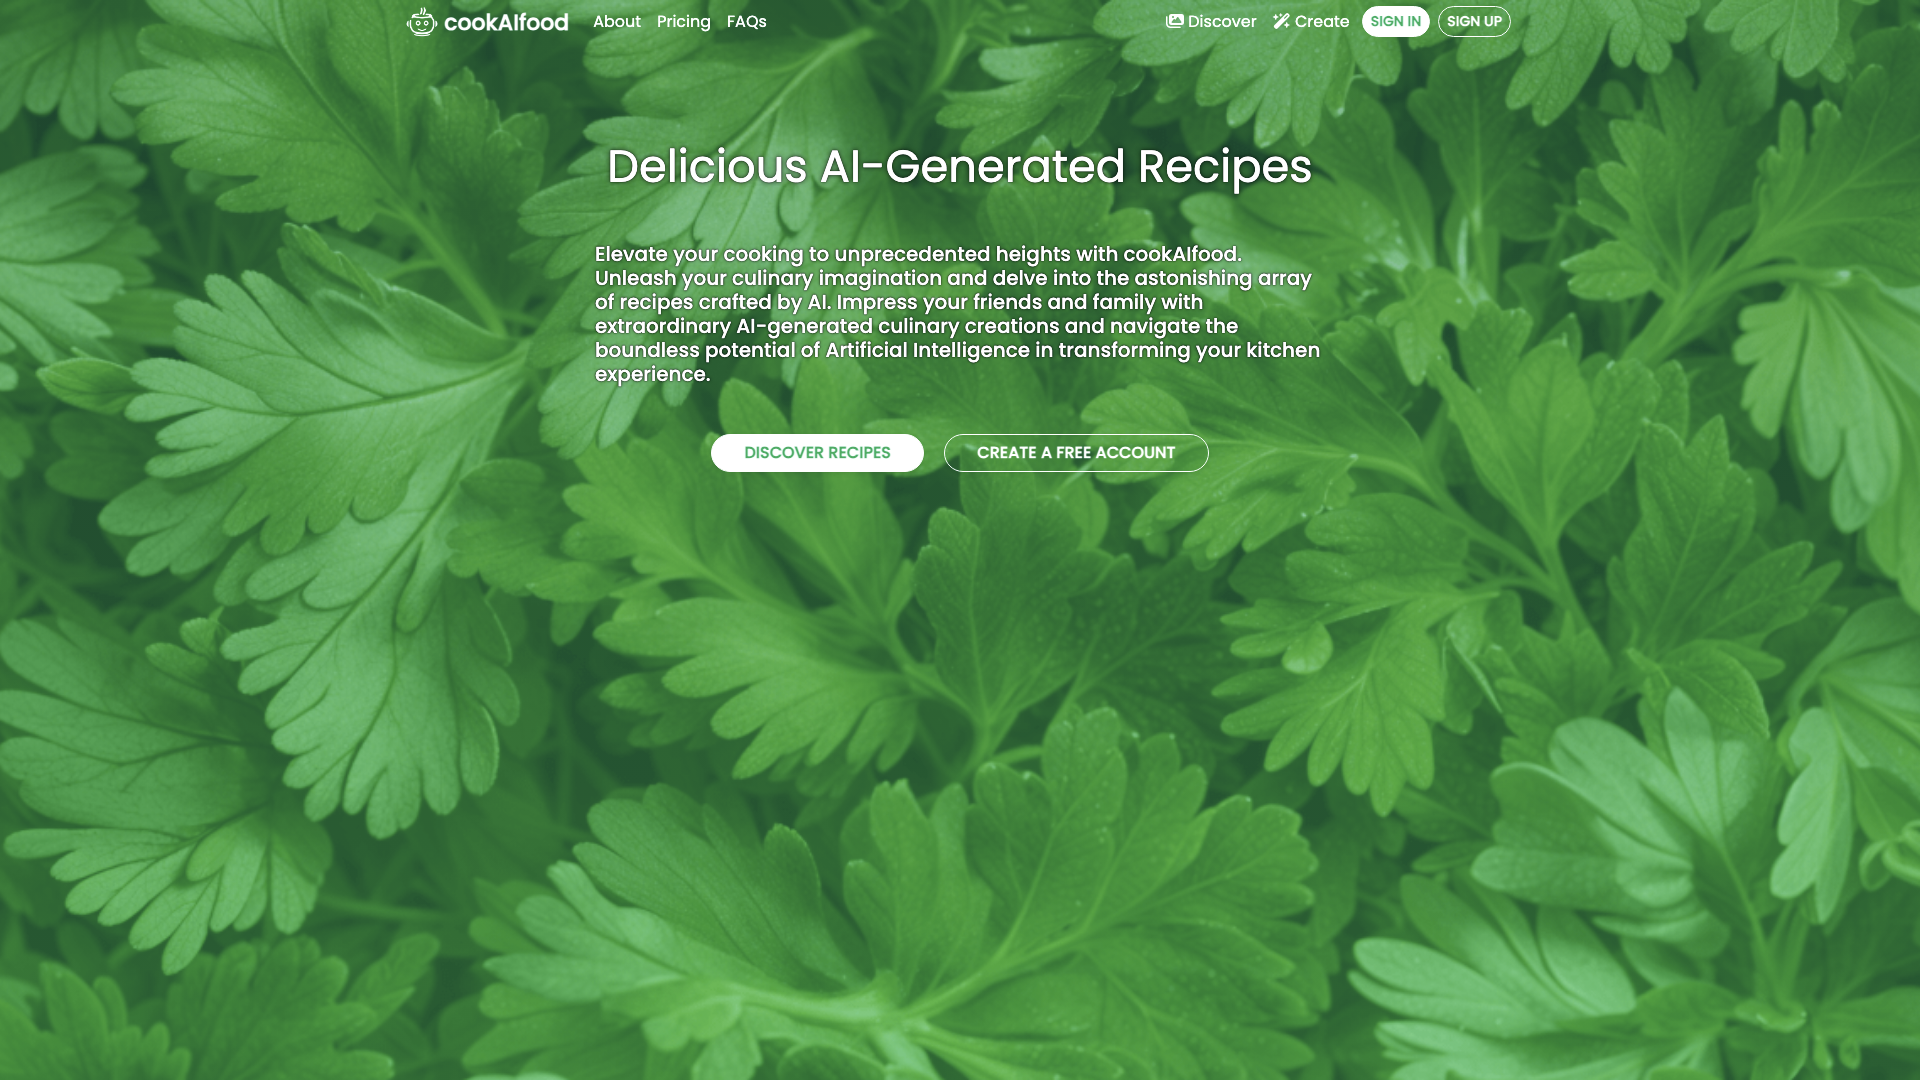 cookAIfood About Pricing FAQs Discover Create SIGN IN SIGN UP
Delicious AI-Generated Recipes
Elevate your cooking to unprecedented heights with cookAIfood.
Unleash your culinary imagination and delve into the astonishing array
of recipes crafted by AI. Impress your friends and family with
extraordinary AI-generated culinary creations and navigate the
boundless potential of Artificial Intelligence in transforming your kitchen
experience.
DISCOVER RECIPES CREATE A FREE ACCOUNT